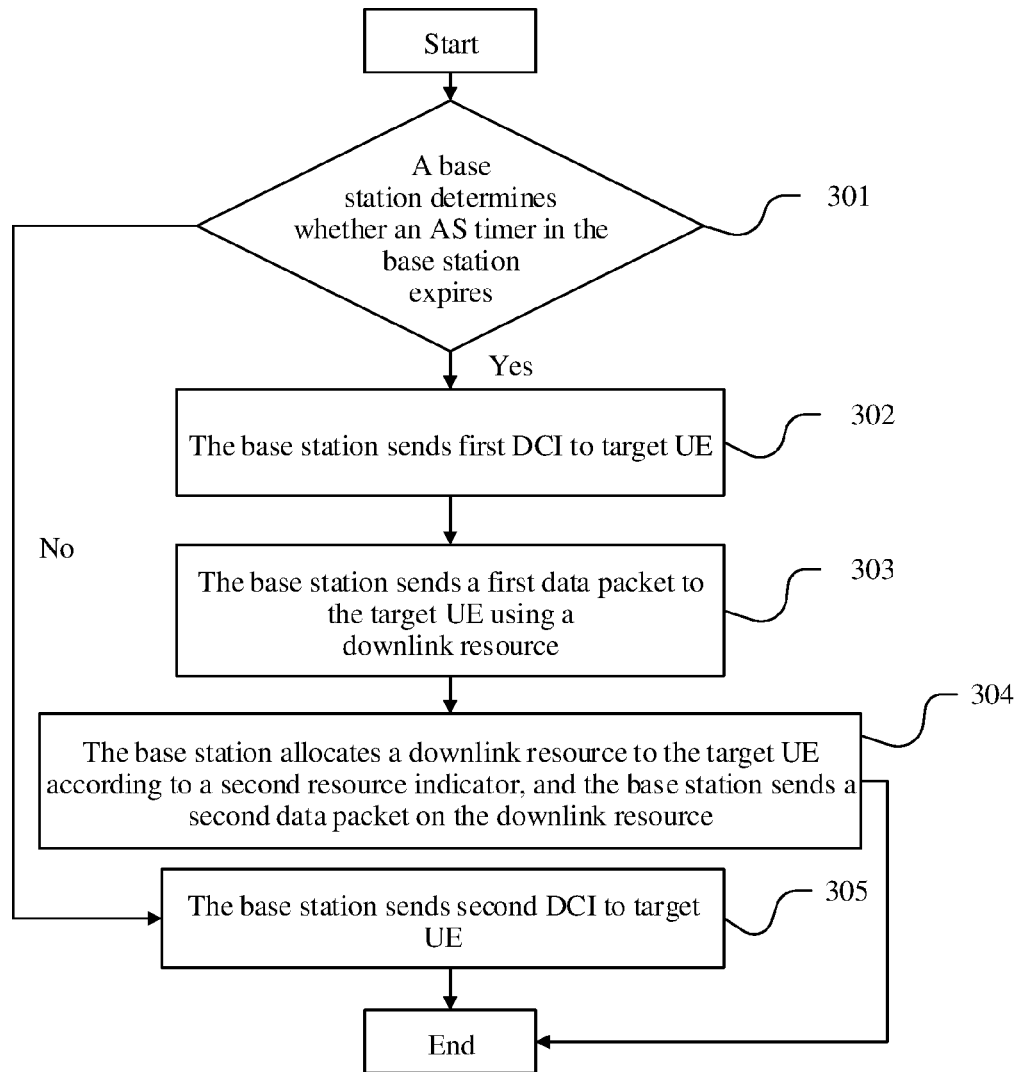 Start
A base
station determines
whether an AS timer in the
base station
expires
301
Yes
The base station sends first DCI to target UE
302
No
The base station sends a first data packet to
the target UE using a
downlink resource
303
The base station allocates a downlink resource to the target UE
according to a second resource indicator, and the base station sends a
second data packet on the downlink resource
304
The base station sends second DCI to target
UE
305
End